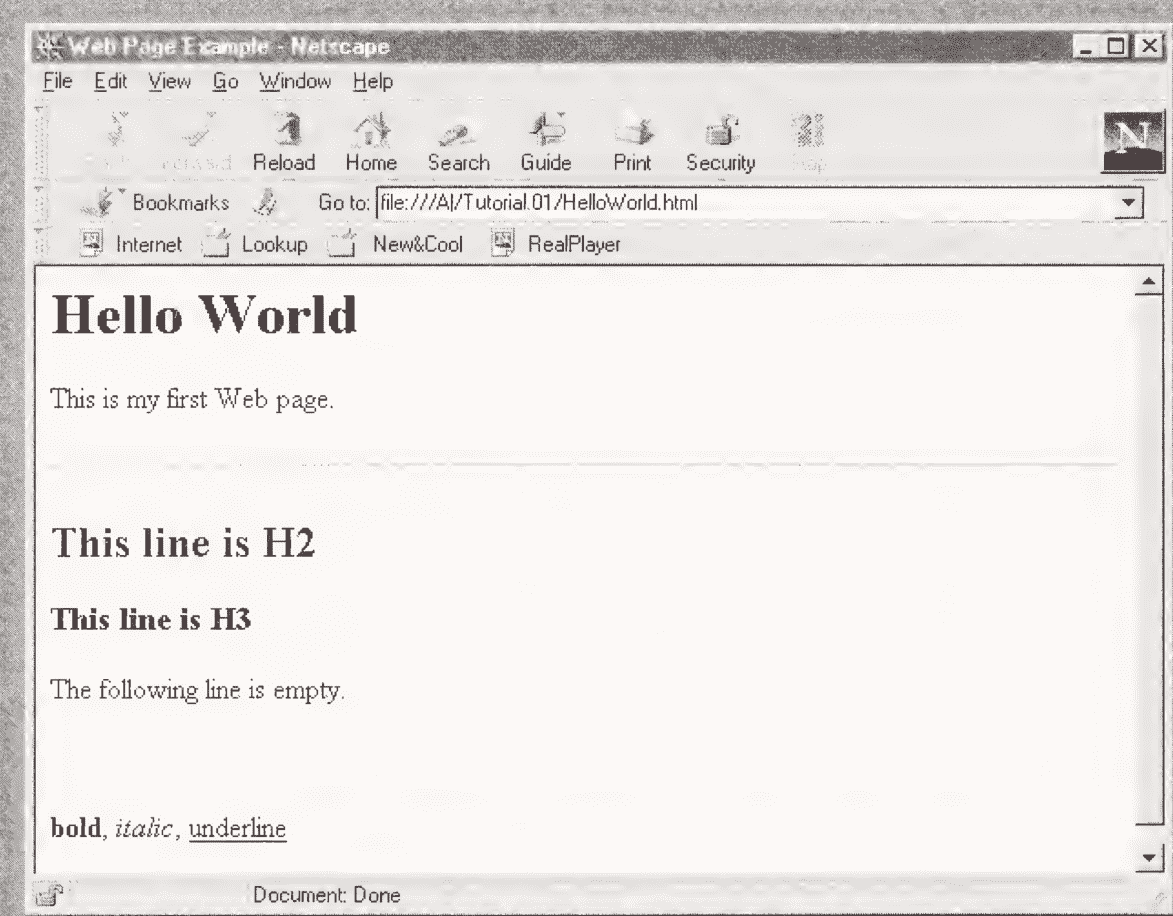 Web Page Example - Netscape
File Edit View Go Window Help
Reload Home Search Guide Print Security
N
Bookmarks Go to: file:///A|/Tutorial.01/HelloWorld.html
Internet Lookup New&Cool RealPlayer
Hello World
This is my first Web page.
This line is H2
This line is H3
The following line is empty.
bold, italic, underline
Document: Done